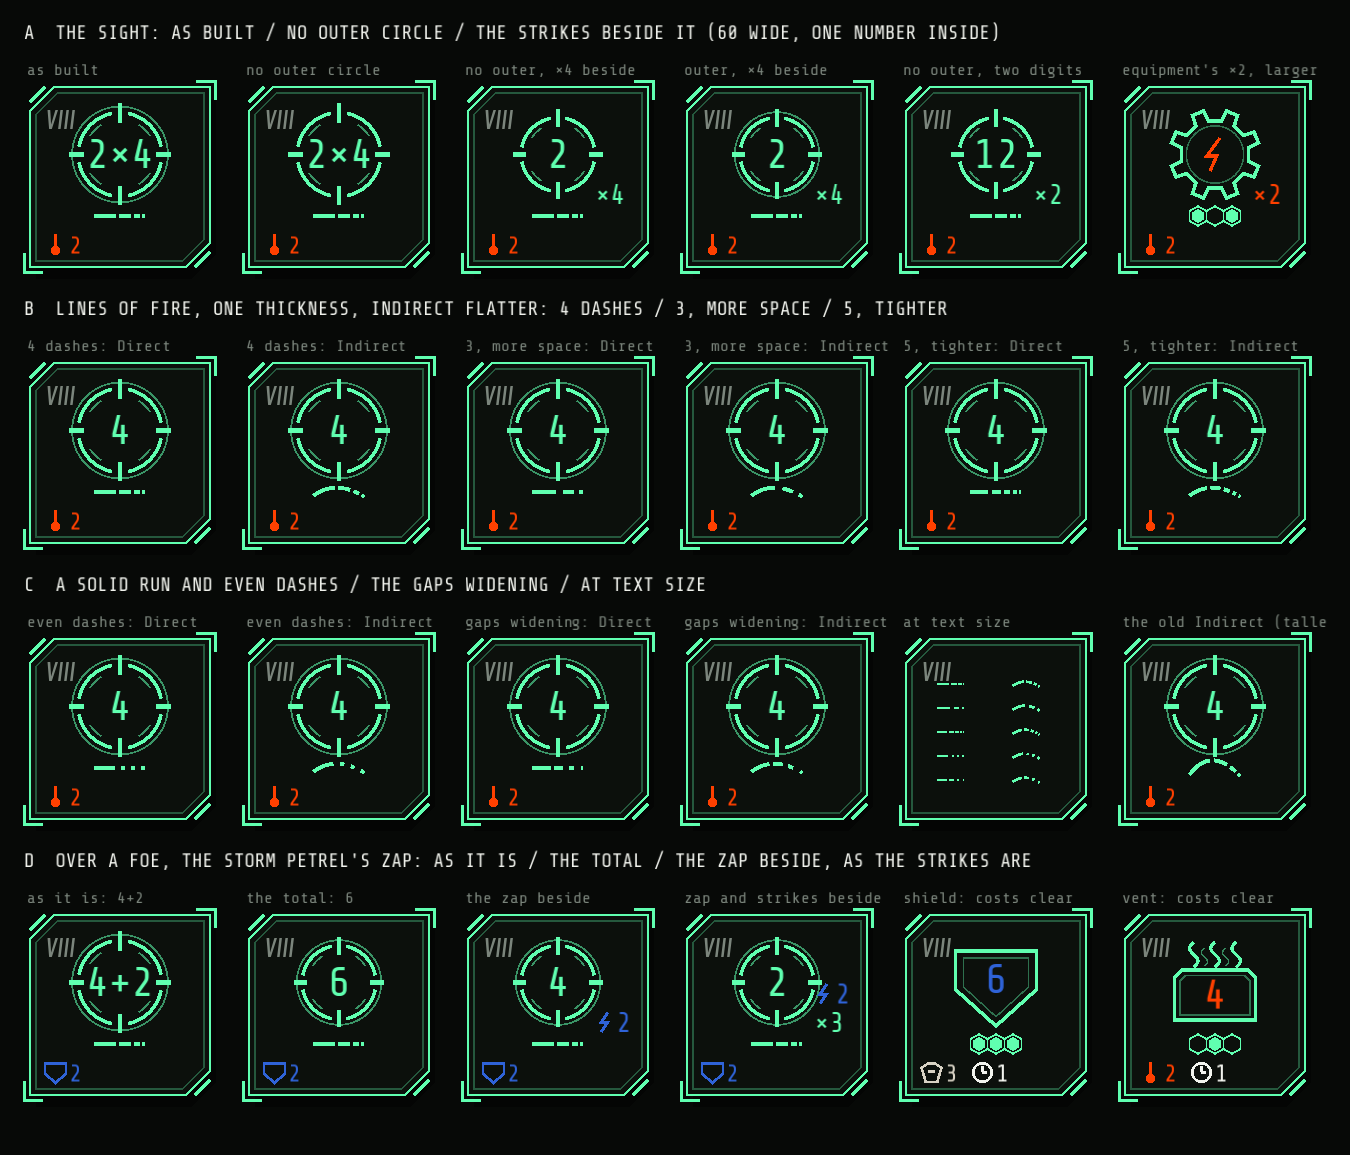 A THE SIGHT: AS BUILT / NO OUTER CIRCLE / THE STRIKES BESIDE IT (60 WIDE, ONE NUMBER INSIDE)
as built no outer circle no outer, ×4 beside outer, ×4 beside no outer, two digits equipment's ×2, larger
VIII VIII VIII VIII VIII VIII
2×4 2×4 2 2 12
×4 ×4 ×2 ×2
2 2 2 2 2 2
B LINES OF FIRE, ONE THICKNESS, INDIRECT FLATTER: 4 DASHES / 3, MORE SPACE / 5, TIGHTER
4 dashes: Direct 4 dashes: Indirect 3, more space: Direct 3, more space: Indirect 5, tighter: Direct 5, tighter: Indirect
VIII VIII VIII VIII VIII VIII
4 4 4 4 4 4
2 2 2 2 2 2
C A SOLID RUN AND EVEN DASHES / THE GAPS WIDENING / AT TEXT SIZE
even dashes: Direct even dashes: Indirect gaps widening: Direct gaps widening: Indirect at text size the old Indirect (talle
VIII VIII VIII VIII VIII VIII
4 4 4 4 4
2 2 2 2 2
D OVER A FOE, THE STORM PETREL'S ZAP: AS IT IS / THE TOTAL / THE ZAP BESIDE, AS THE STRIKES ARE
as it is: 4+2 the total: 6 the zap beside zap and strikes beside shield: costs clear vent: costs clear
VIII VIII VIII VIII VIII VIII
4+2 6 4 2 6 4
2 2
×3
2 2 2 2 3 1 2 1